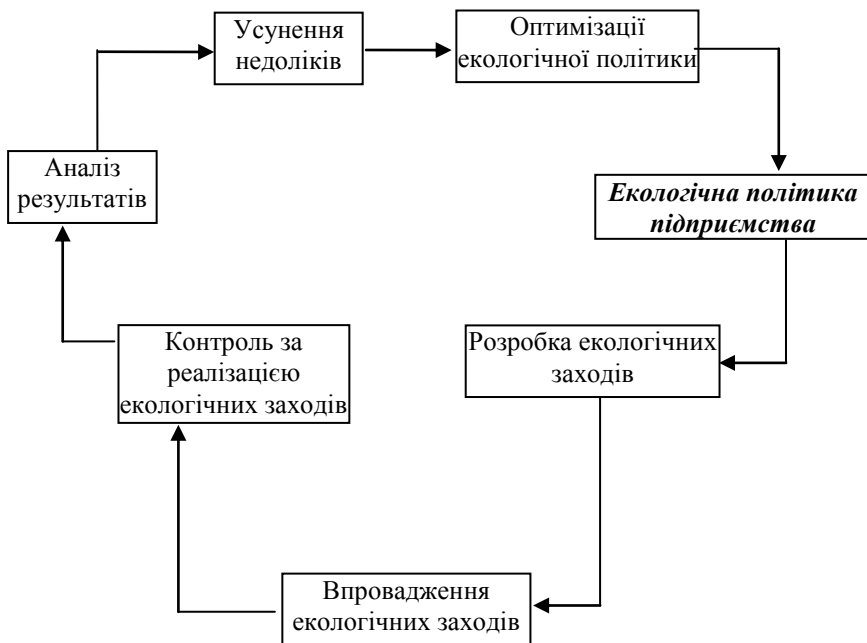 Усунення
недоліків
Оптимізації
екологічної політики
Аналіз
результатів
Екологічна політика
підприємства
Контроль за
реалізацією
екологічних заходів
Розробка екологічних
заходів
Впровадження
екологічних заходів